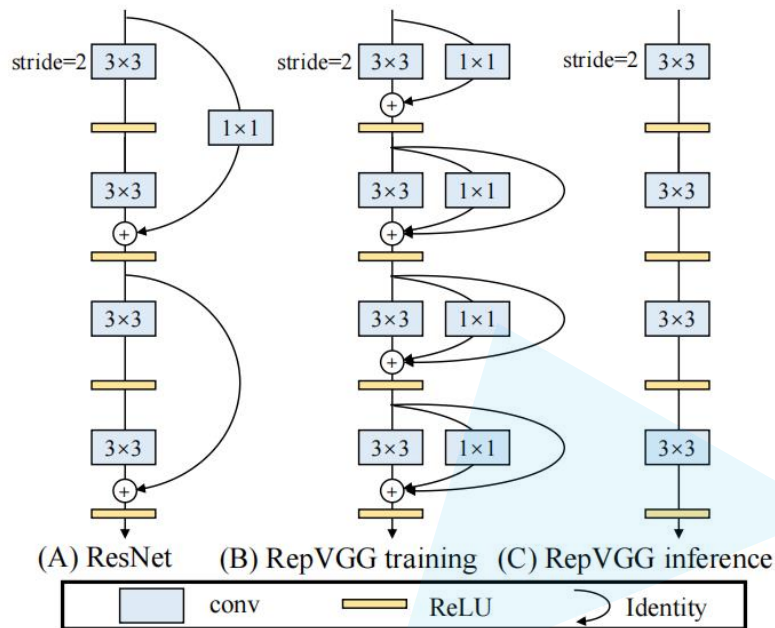 stride=2 3×3 stride=2 3×3 1×1 stride=2 3×3
1×1
3×3 3×3 1×1 3×3
3×3 3×3 1×1 3×3
3×3 3×3 1×1 3×3
(A) ResNet (B) RepVGG training (C) RepVGG inference
conv ReLU Identity